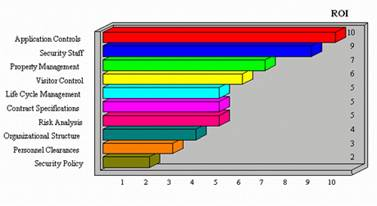 ROI
Application Controls 10
Security Staff 9
Property Management 7
Visitor Control 6
Life Cycle Management 5
Contract Specifications 5
Risk Analysis 5
Organizational Structure 4
Personnel Clearances 3
Security Policy 2
1 2 3 4 5 6 7 8 9 10